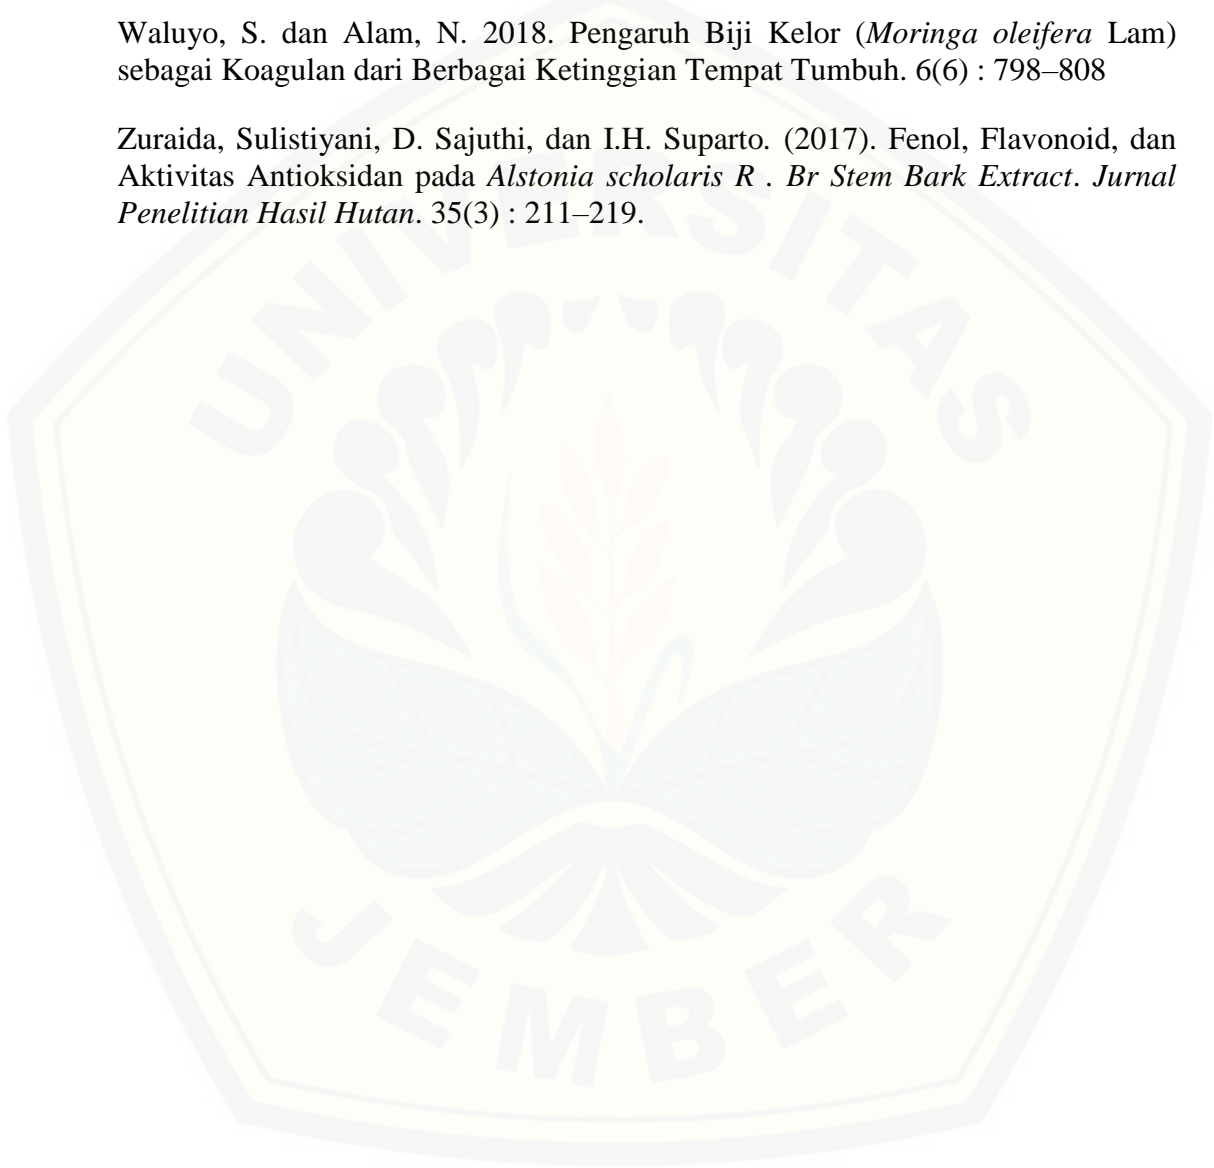 Waluyo, S. dan Alam, N. 2018. Pengaruh Biji Kelor (Moringa oleifera Lam)
sebagai Koagulan dari Berbagai Ketinggian Tempat Tumbuh. 6(6) : 798–808
Zuraida, Sulistiyani, D. Sajuthi, dan I.H. Suparto. (2017). Fenol, Flavonoid, dan
Aktivitas Antioksidan pada Alstonia scholaris R . Br Stem Bark Extract. Jurnal
Penelitian Hasil Hutan. 35(3) : 211–219.
UNIVERSITAS
JEMBER